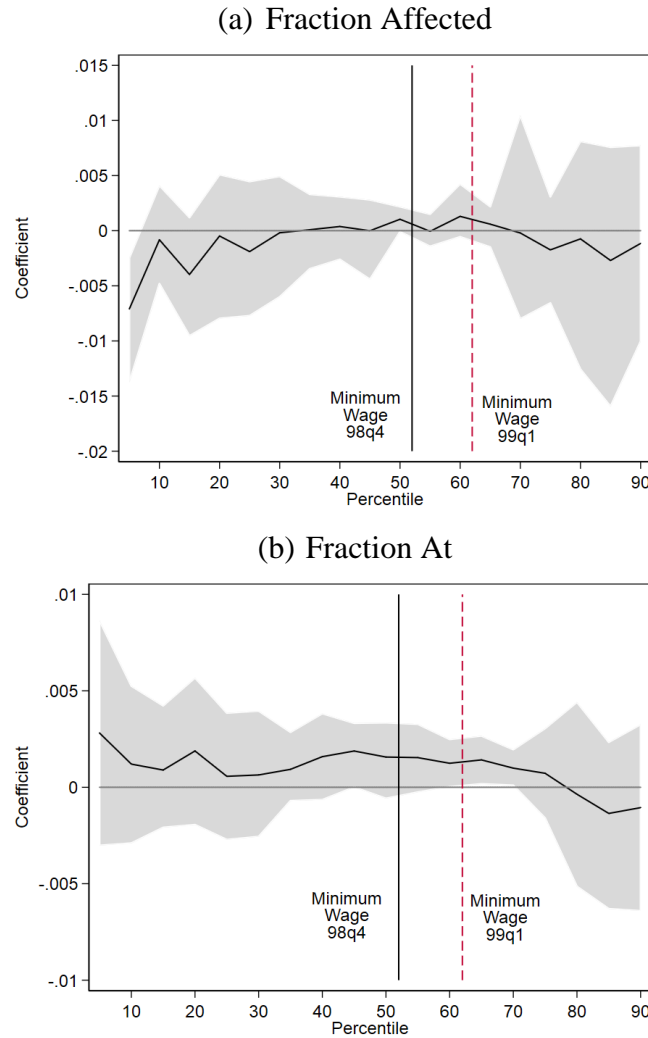 (a) Fraction Affected
.015
.01
.005
0
-.005
-.01
-.015
-.02
Coefficient
Minimum
Wage
98q4
Minimum
Wage
99q1
10 20 30 40 50 60 70 80 90
Percentile
(b) Fraction At
.01
.005
0
-.005
-.01
Coefficient
Minimum
Wage
98q4
Minimum
Wage
99q1
10 20 30 40 50 60 70 80 90
Percentile